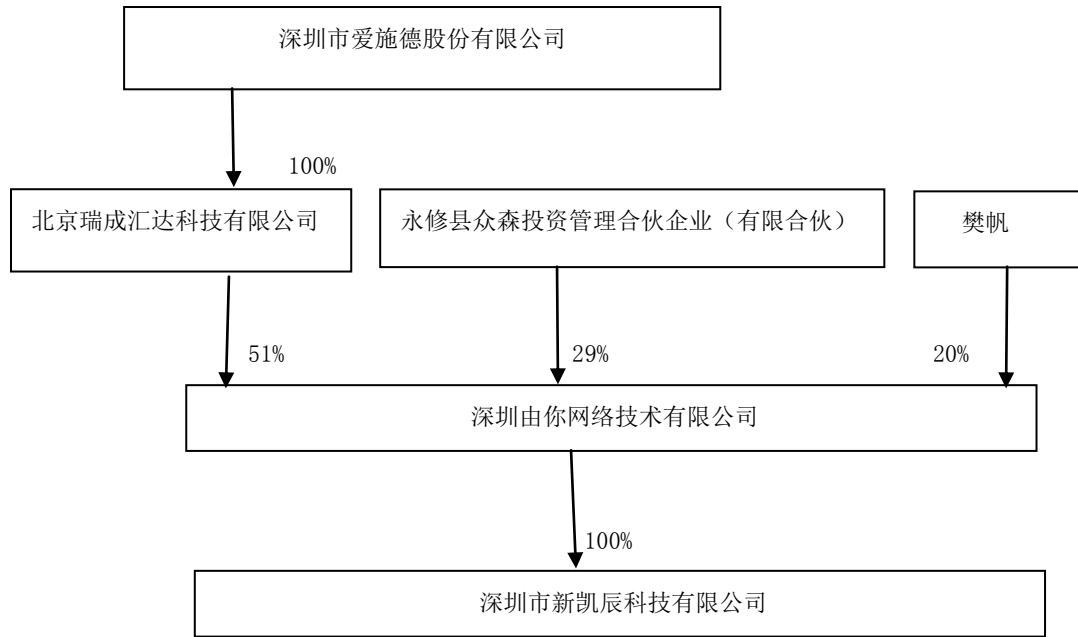 深圳市爱施德股份有限公司
100%
北京瑞成汇达科技有限公司
永修县众森投资管理合伙企业（有限合伙）
樊帆
51%
29%
20%
深圳由你网络技术有限公司
100%
深圳市新凯辰科技有限公司